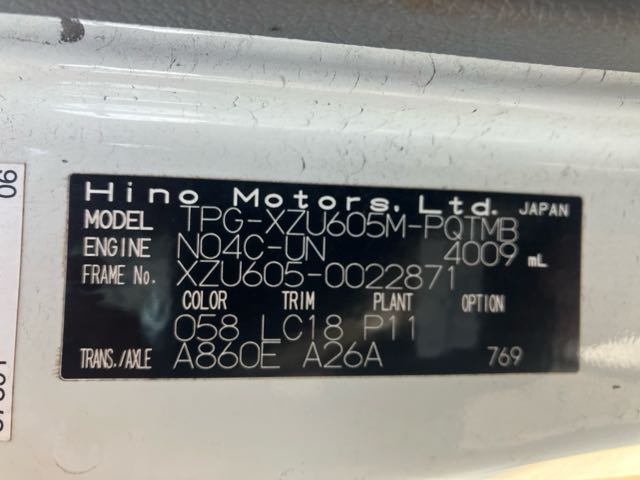 Hino Motors, Ltd. JAPAN
MODEL TPG-XZU605M-PQTMB
ENGINE N04C-UN 4009 mL
FRAME No. XZU605-0022871
COLOR TRIM PLANT OPTION
058 LC18 P11
TRANS./AXLE A860E A26A 769
06